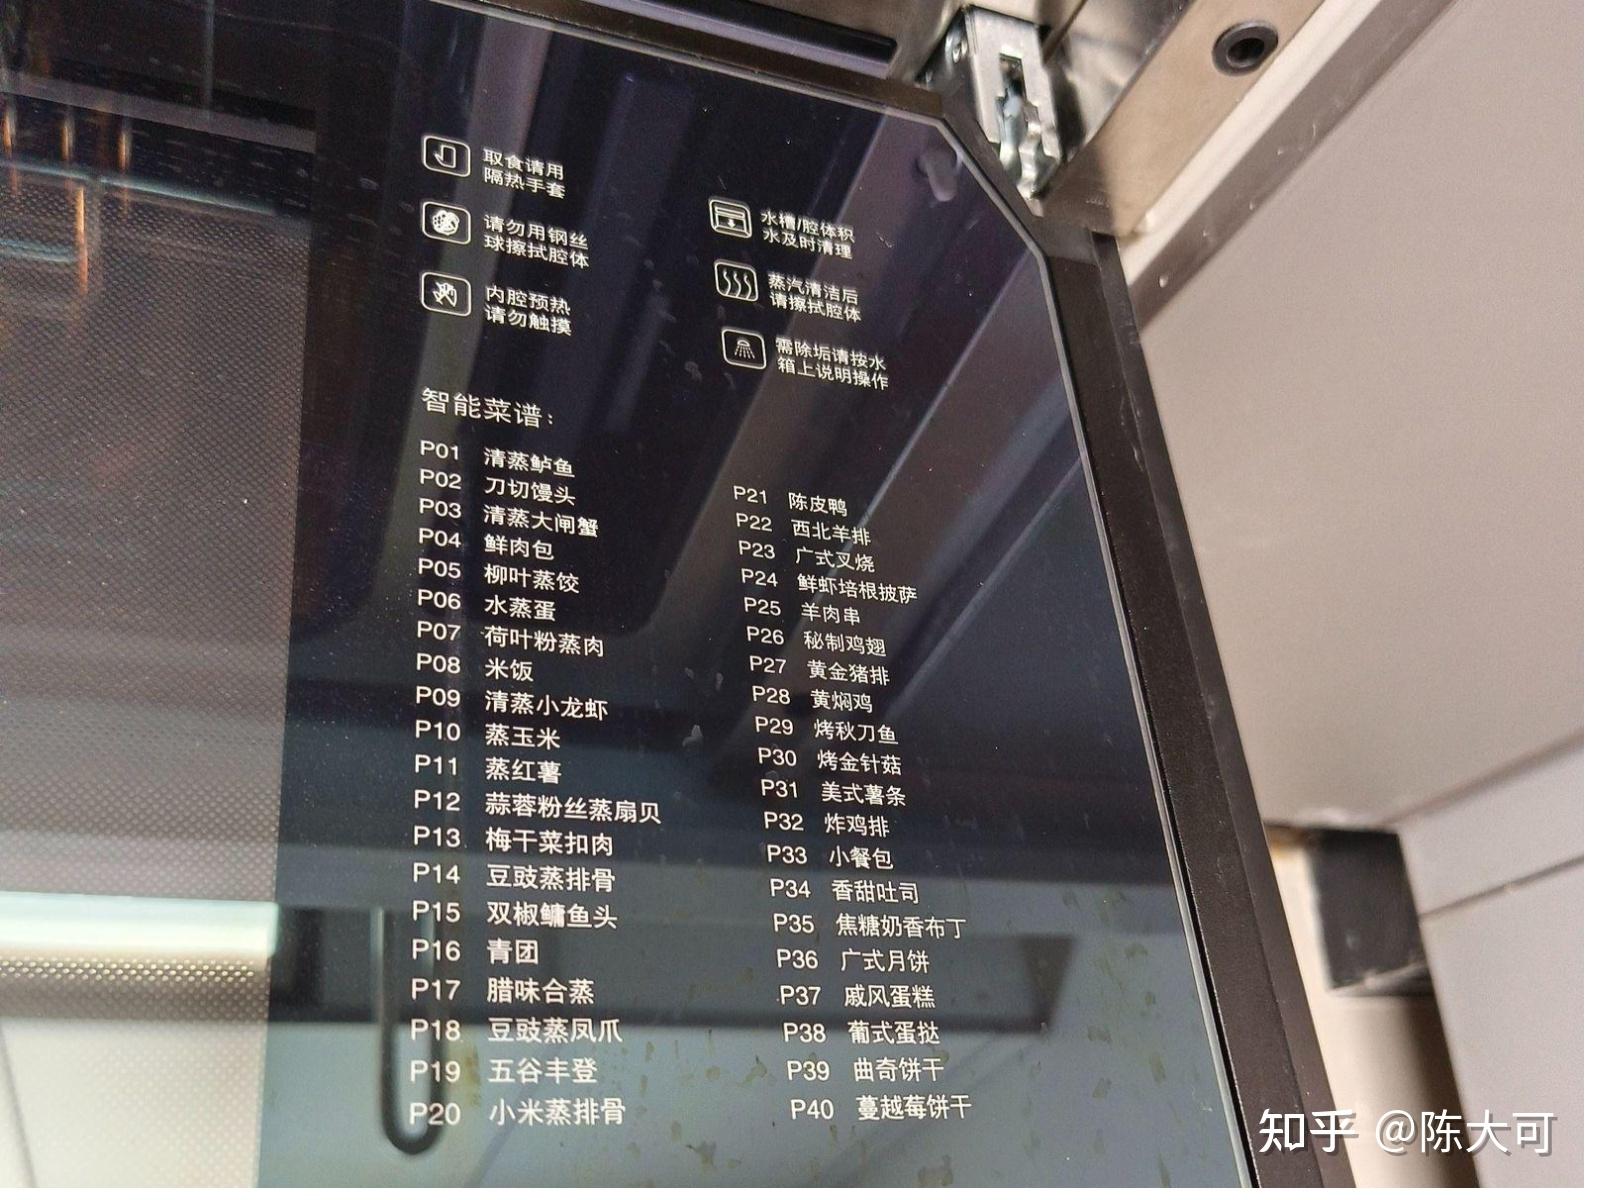 取食请用
隔热手套
请勿用钢丝
球擦拭腔体
内腔预热
请勿触摸
水槽/腔体积
水及时清理
蒸汽清洁后
请擦拭腔体
需除垢请按水
箱上说明操作
智能菜谱：
P01 清蒸鲈鱼
P02 刀切馒头
P03 清蒸大闸蟹
P04 鲜肉包
P05 柳叶蒸饺
P06 水蒸蛋
P07 荷叶粉蒸肉
P08 米饭
P09 清蒸小龙虾
P10 蒸玉米
P11 蒸红薯
P12 蒜蓉粉丝蒸扇贝
P13 梅干菜扣肉
P14 豆豉蒸排骨
P15 双椒鳙鱼头
P16 青团
P17 腊味合蒸
P18 豆豉蒸凤爪
P19 五谷丰登
P20 小米蒸排骨
P21 陈皮鸭
P22 西北羊排
P23 广式叉烧
P24 鲜虾培根披萨
P25 羊肉串
P26 秘制鸡翅
P27 黄金猪排
P28 黄焖鸡
P29 烤秋刀鱼
P30 烤金针菇
P31 美式薯条
P32 炸鸡排
P33 小餐包
P34 香甜吐司
P35 焦糖奶香布丁
P36 广式月饼
P37 戚风蛋糕
P38 葡式蛋挞
P39 曲奇饼干
P40 蔓越莓饼干
知乎 @陈大可